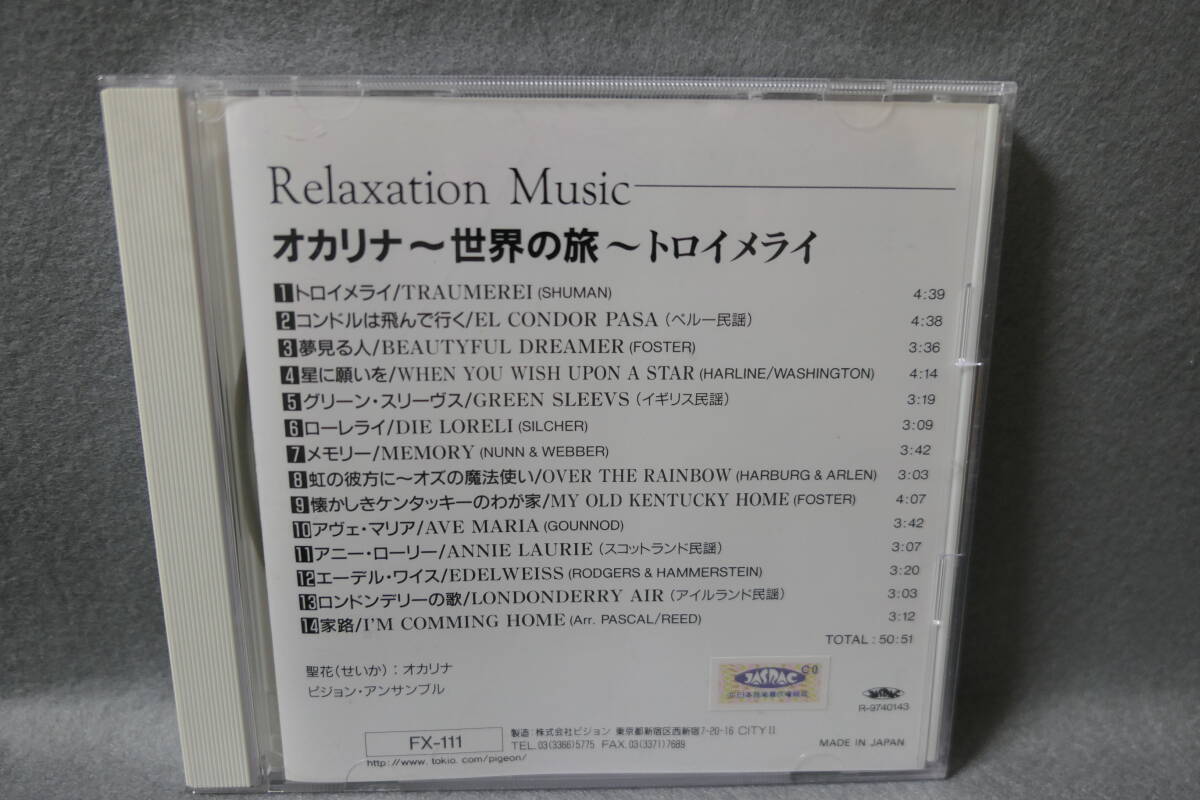 Relaxation Music
オカリナ～世界の旅～トロイメライ
1 トロイメライ/TRAUMEREI (SHUMAN) 4:39
2 コンドルは飛んで行く/EL CONDOR PASA (ペルー民謡) 4:38
3 夢見る人/BEAUTYFUL DREAMER (FOSTER) 3:36
4 星に願いを/WHEN YOU WISH UPON A STAR (HARLINE/WASHINGTON) 4:14
5 グリーン・スリーヴス/GREEN SLEEVS (イギリス民謡) 3:19
6 ローレライ/DIE LORELI (SILCHER) 3:09
7 メモリー/MEMORY (NUNN & WEBBER) 3:42
8 虹の彼方に～オズの魔法使い/OVER THE RAINBOW (HARBURG & ARLEN) 3:03
9 懐かしきケンタッキーのわが家/MY OLD KENTUCKY HOME (FOSTER) 4:07
10 アヴェ・マリア/AVE MARIA (GOUNNOD) 3:42
11 アニー・ローリー/ANNIE LAURIE (スコットランド民謡) 3:07
12 エーデル・ワイス/EDELWEISS (RODGERS & HAMMERSTEIN) 3:20
13 ロンドンデリーの歌/LONDONDERRY AIR (アイルランド民謡) 3:03
14 家路/I'M COMMING HOME (Arr. PASCAL/REED) 3:12
TOTAL : 50:51
聖花(せいか) : オカリナ
ピジョン・アンサンブル
C0
JASRAC
JASRAC
R-9740143
FX-111
製造 : 株式会社ピジョン 東京都新宿区西新宿7-20-16 CITY II
TEL.03(3366)5775 FAX.03(3371)7689
MADE IN JAPAN
http://www.tokio.com/pigeon/